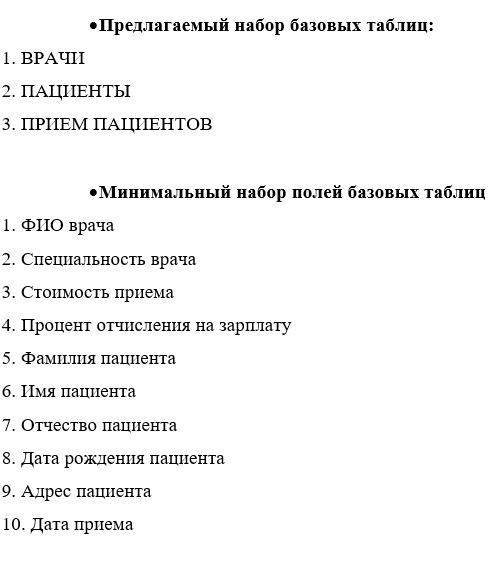 •Предлагаемый набор базовых таблиц:
1. ВРАЧИ
2. ПАЦИЕНТЫ
3. ПРИЕМ ПАЦИЕНТОВ
•Минимальный набор полей базовых таблиц
1. ФИО врача
2. Специальность врача
3. Стоимость приема
4. Процент отчисления на зарплату
5. Фамилия пациента
6. Имя пациента
7. Отчество пациента
8. Дата рождения пациента
9. Адрес пациента
10. Дата приема